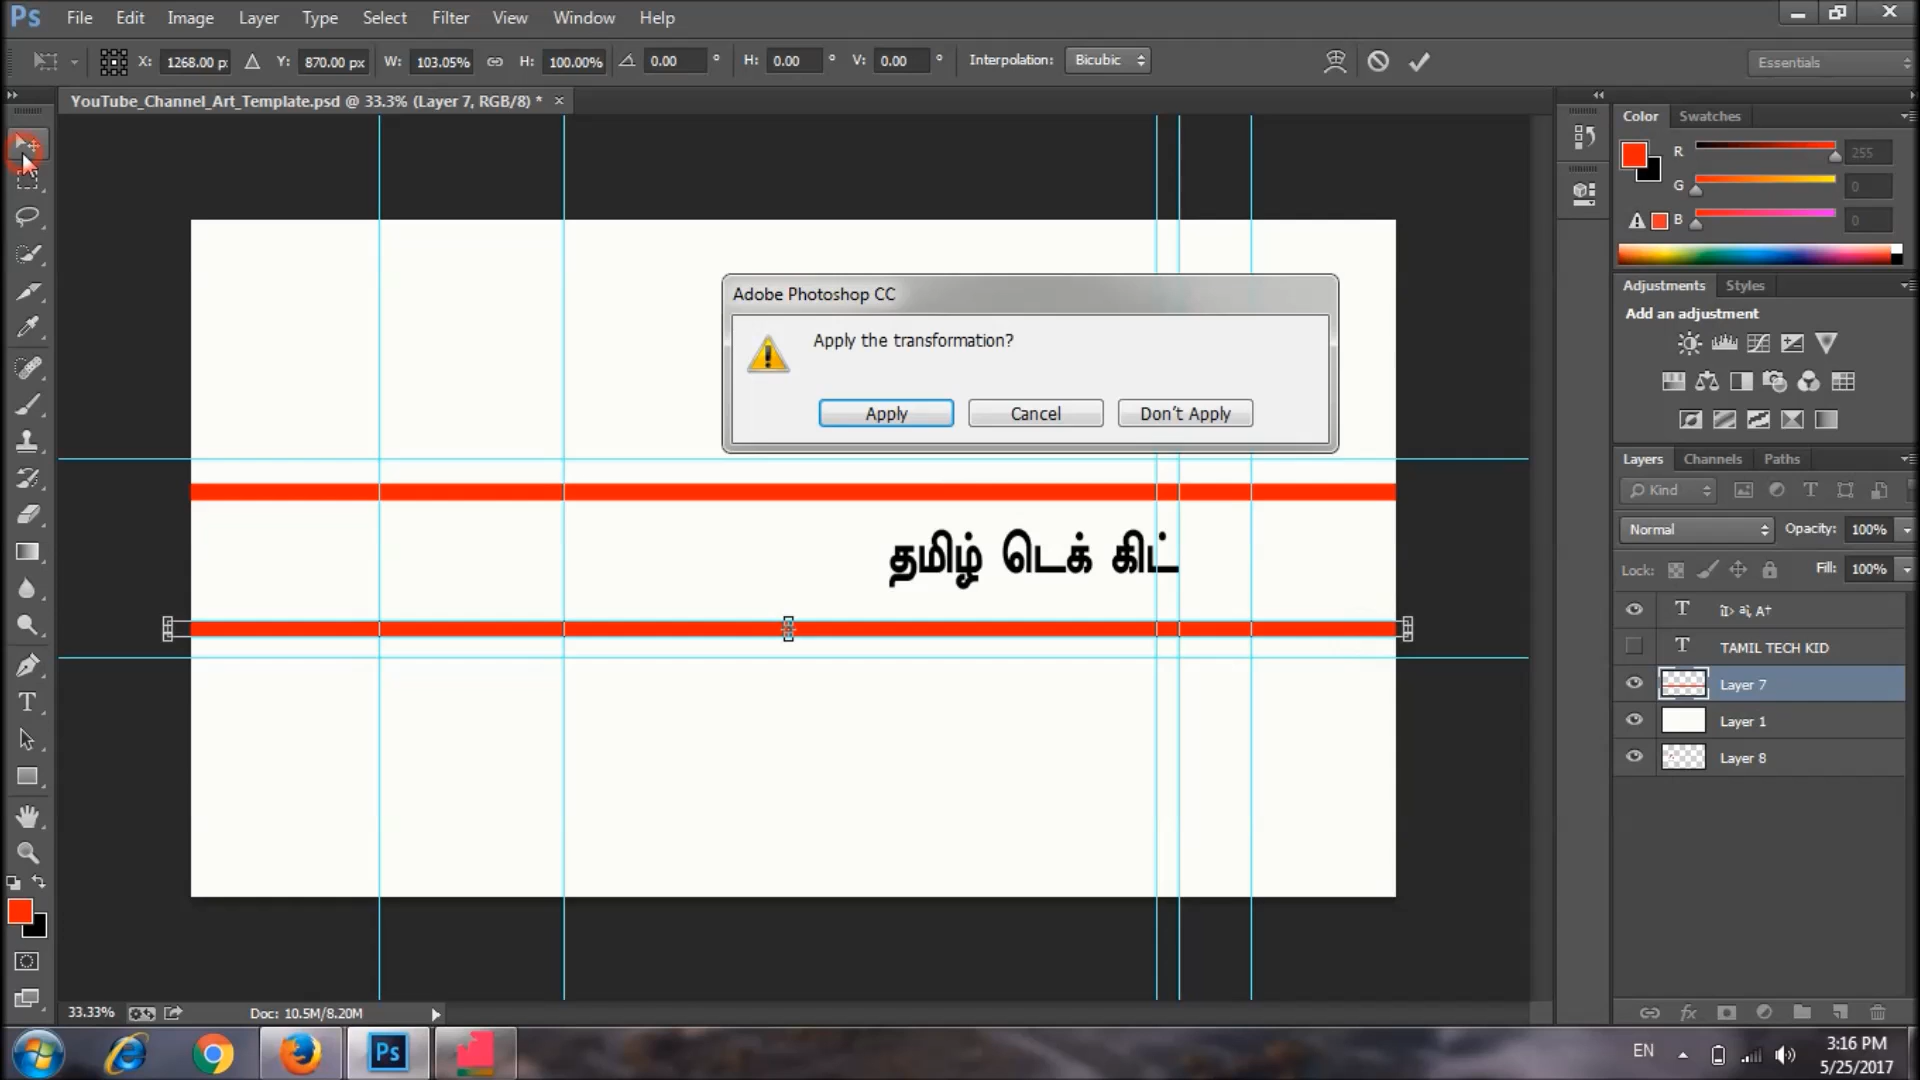 Ps File Edit Image Layer Type Select Filter View Window Help
X: 1268.00 p Y: 870.00 px W: 103.05% H: 100.00% 0.00 ° H: 0.00 ° V: 0.00 ° Interpolation: Bicubic Essentials
YouTube_Channel_Art_Template.psd @ 33.3% (Layer 7, RGB/8) * ×
Color Swatches
R 255
G 0
B 0
Adjustments Styles
Add an adjustment
Adobe Photoshop CC
Apply the transformation?
Apply Cancel Don't Apply
தமிழ் டெக் கிட்
Layers Channels Paths
Kind
Normal Opacity: 100%
Lock: Fill: 100%
TAMIL TECH KID
Layer 7
Layer 1
Layer 8
33.33% Doc: 10.5M/8.20M
Ps
EN 3:16 PM
5/25/2017